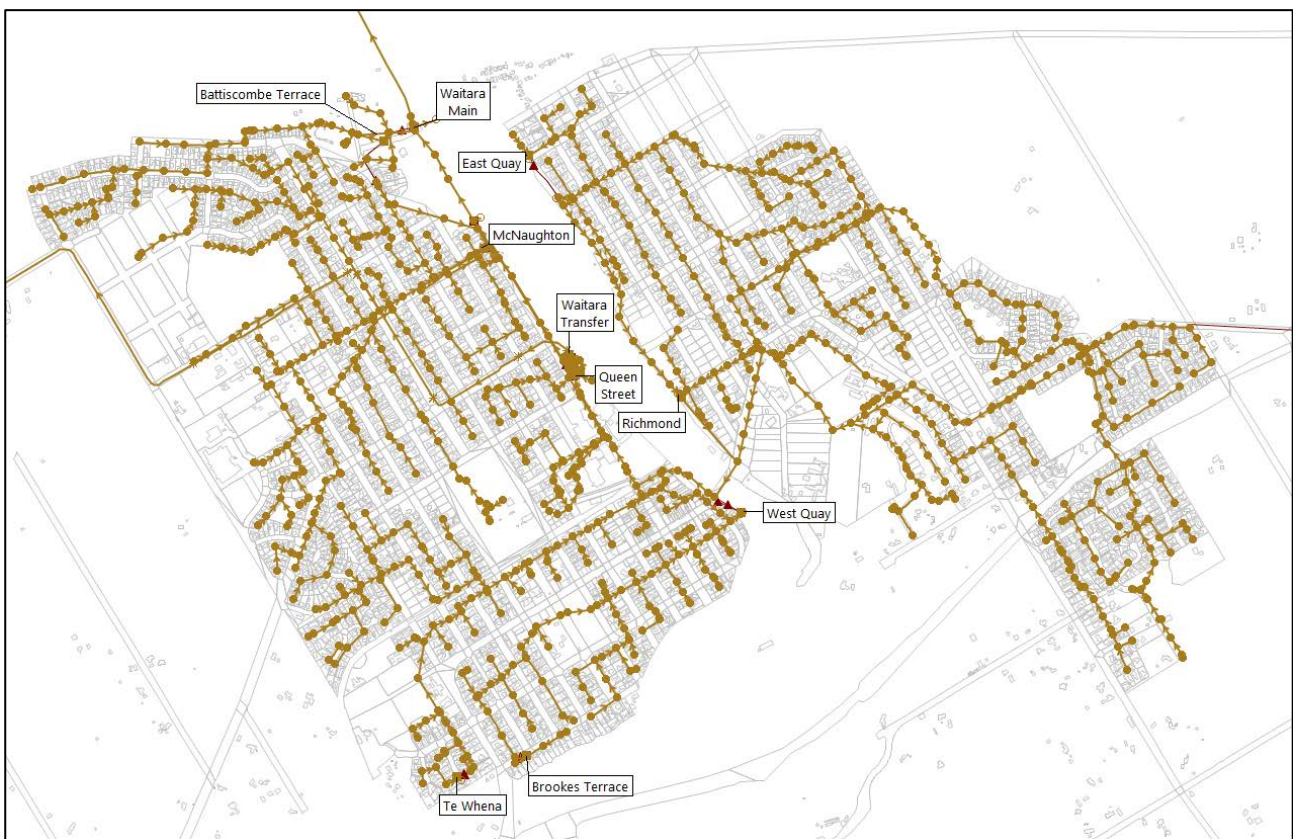 Battiscombe Terrace
Waitara
Main
East Quay
McNaughton
Waitara
Transfer
Queen
Street
Richmond
West Quay
Brookes Terrace
Te Whena